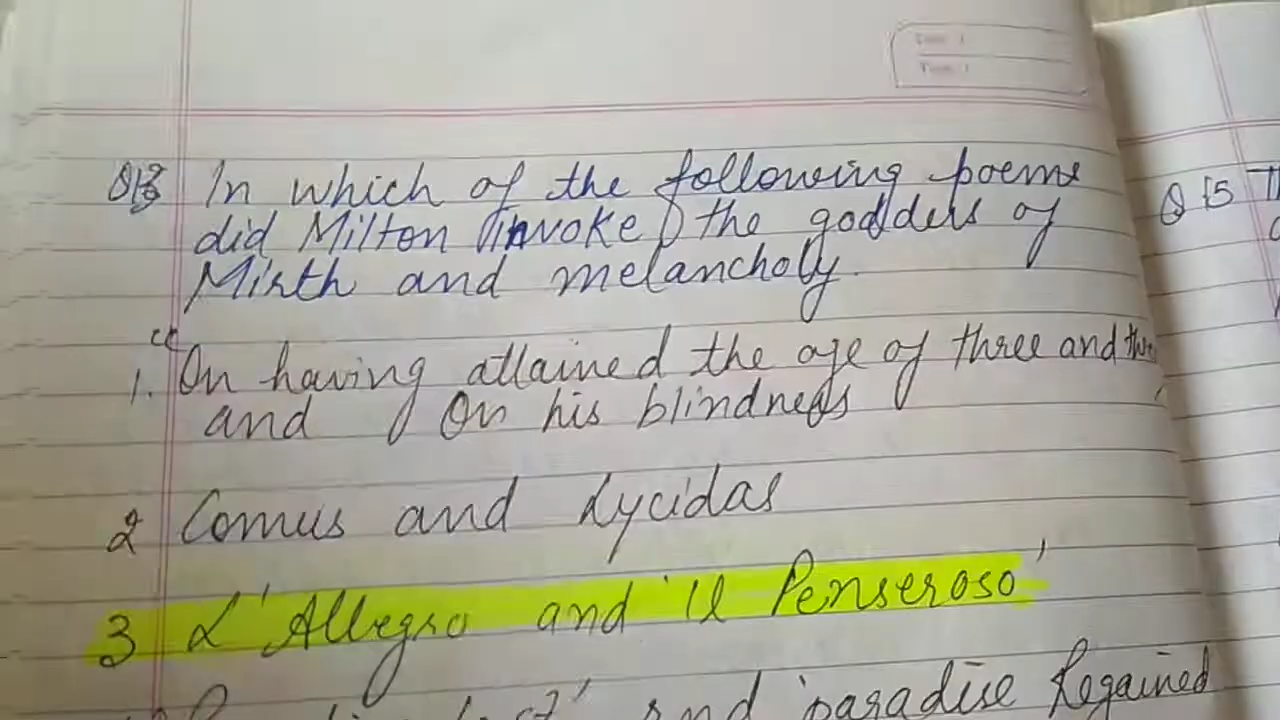 Q13 In which of the following poems
did Milton invoke the goddess of
Mirth and melancholy.
1. "On having attained the age of three and
and On his blindness
2 Comus and Lycidas
3 L'Allegro and 'Il Penseroso'
and 'paradise Regained
Q 15